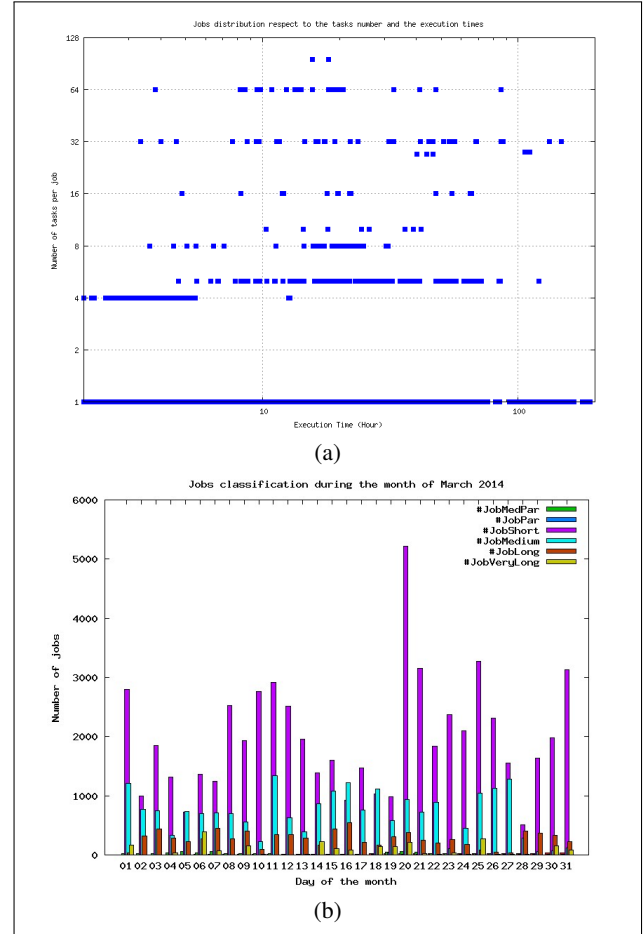 Jobs distribution respect to the tasks number and the execution times
128
64
32
16
8
4
2
1
Number of tasks per job
10
100
Execution Time (Hour)
(a)
Jobs classification during the month of March 2014
6000
5000
4000
3000
2000
1000
0
Number of jobs
#JobMedPar
#JobPar
#JobShort
#JobMedium
#JobLong
#JobVeryLong
01 02 03 04 05 06 07 08 09 10 11 12 13 14 15 16 17 18 19 20 21 22 23 24 25 26 27 28 29 30 31
Day of the month
(b)